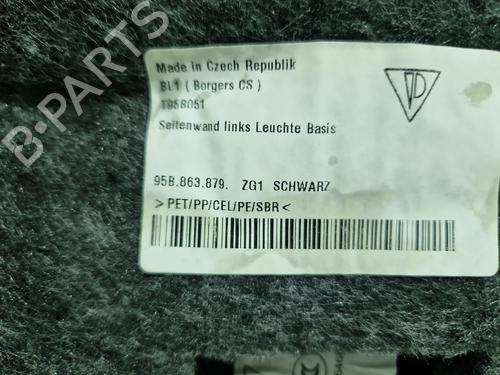 B-PARTS
Made in Czech Republik
BL1 ( Borgers CS )
T95B051
Seitenwand links Leuchte Basis
95B.863.879. ZG1 SCHWARZ
> PET/PP/CEL/PE/SBR <